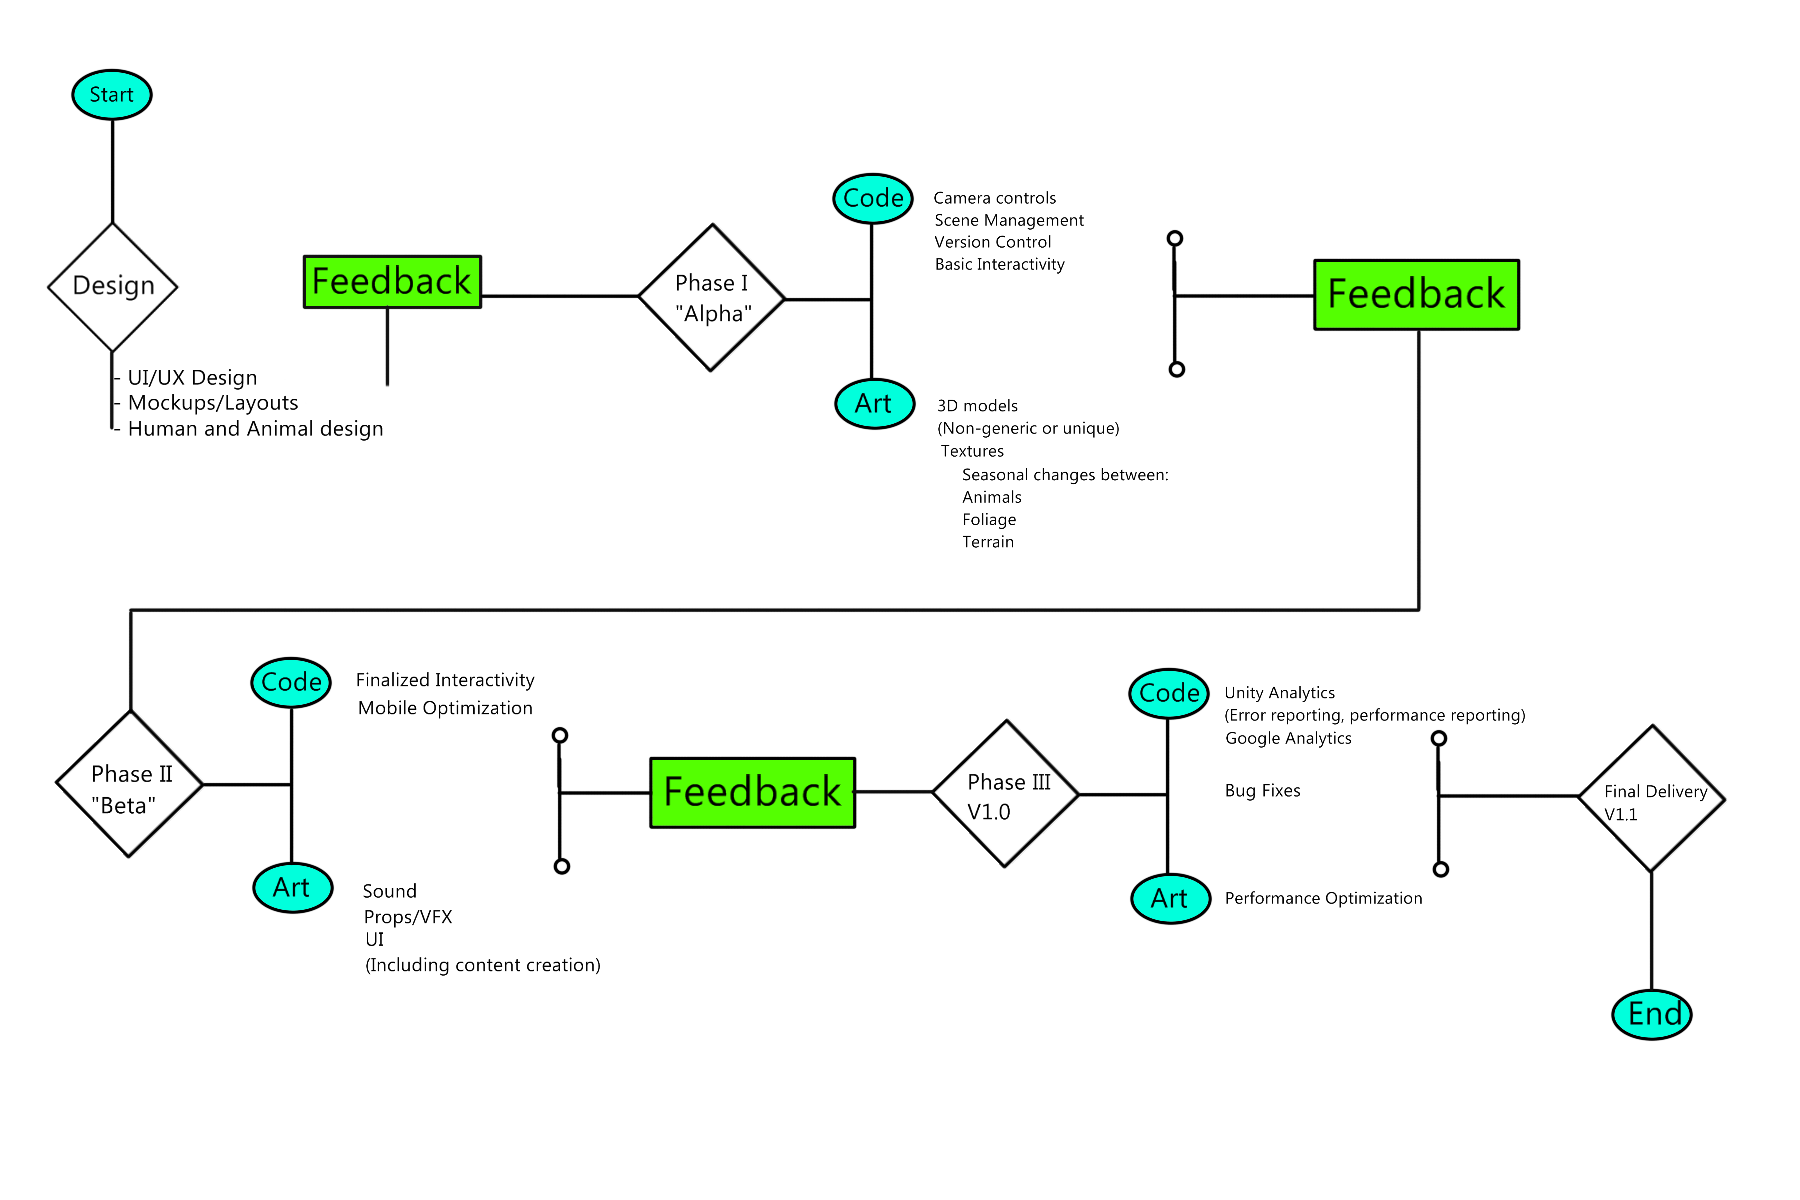 Start
Design
- UI/UX Design
- Mockups/Layouts
- Human and Animal design
Feedback
Phase I
"Alpha"
Code
Camera controls
Scene Management
Version Control
Basic Interactivity
Art
3D models
(Non-generic or unique)
Textures
Seasonal changes between:
Animals
Foliage
Terrain
Feedback
Phase II
"Beta"
Code
Finalized Interactivity
Mobile Optimization
Art
Sound
Props/VFX
UI
(Including content creation)
Feedback
Phase III
V1.0
Code
Unity Analytics
(Error reporting, performance reporting)
Google Analytics
Bug Fixes
Art
Performance Optimization
Final Delivery
V1.1
End